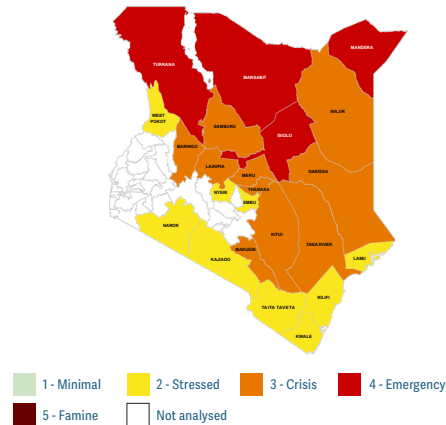 MANDERA
TURKANA
MARSABIT
WAJIR
WEST
POKOT
SAMBURU
ISIOLO
BARINGO
LAIKIPIA
MERU
GARISSA
THARAKA
NYERI
EMBU
NAROK
KITUI
TANA RIVER
MAKUENI
LAMU
KAJIADO
KILIFI
TAITA TAVETA
KWALE
1 - Minimal
2 - Stressed
3 - Crisis
4 - Emergency
5 - Famine
Not analysed